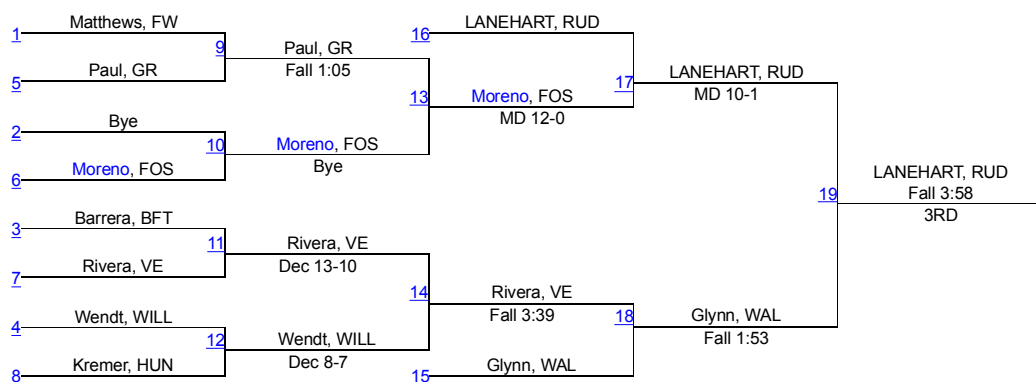 Matthews, FW
1
9
Paul, GR
5
Paul, GR
Fall 1:05
Bye
2
10
Moreno, FOS
6
13
Moreno, FOS
Bye
LANEHART, RUD
16
17
Moreno, FOS
MD 12-0
LANEHART, RUD
MD 10-1
19
LANEHART, RUD
Fall 3:58
3RD
Barrera, BFT
3
11
Rivera, VE
7
Rivera, VE
Dec 13-10
14
Wendt, WILL
4
12
Kremer, HUN
8
Wendt, WILL
Dec 8-7
Rivera, VE
Fall 3:39
18
Glynn, WAL
15
Glynn, WAL
Fall 1:53